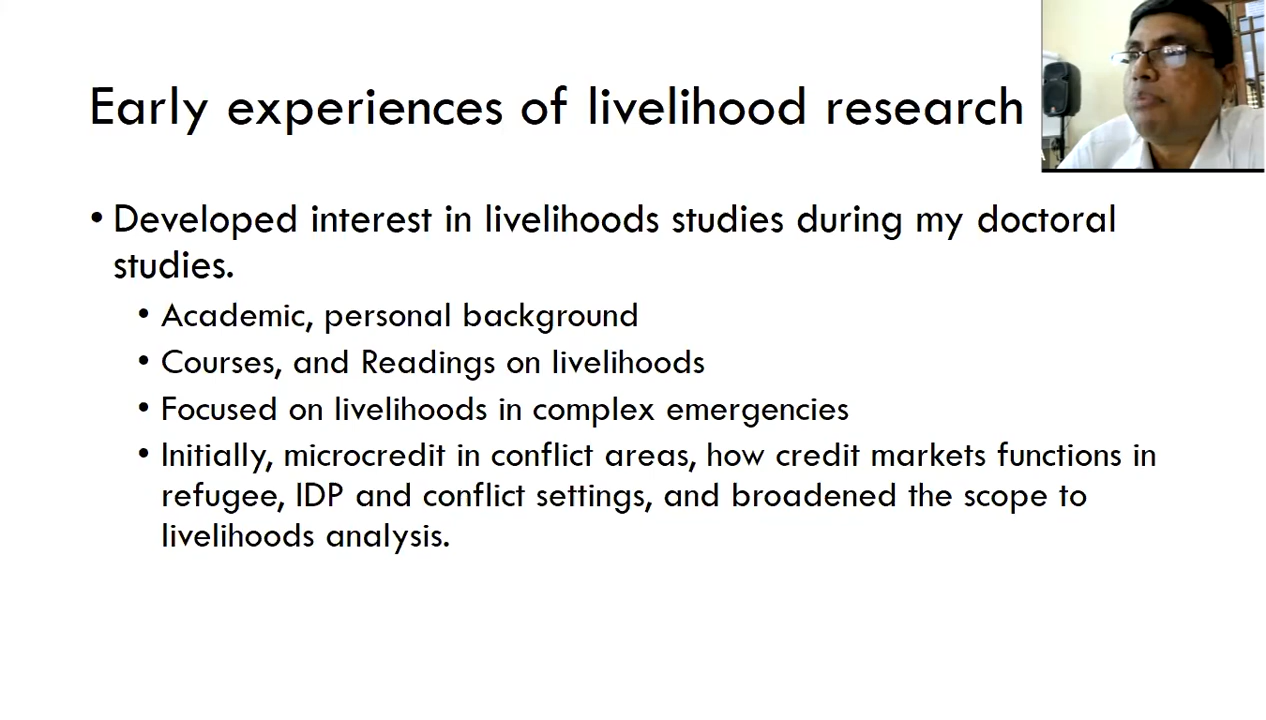 Early experiences of livelihood research
• Developed interest in livelihoods studies during my doctoral
studies.
• Academic, personal background
• Courses, and Readings on livelihoods
• Focused on livelihoods in complex emergencies
• Initially, microcredit in conflict areas, how credit markets functions in
refugee, IDP and conflict settings, and broadened the scope to
livelihoods analysis.